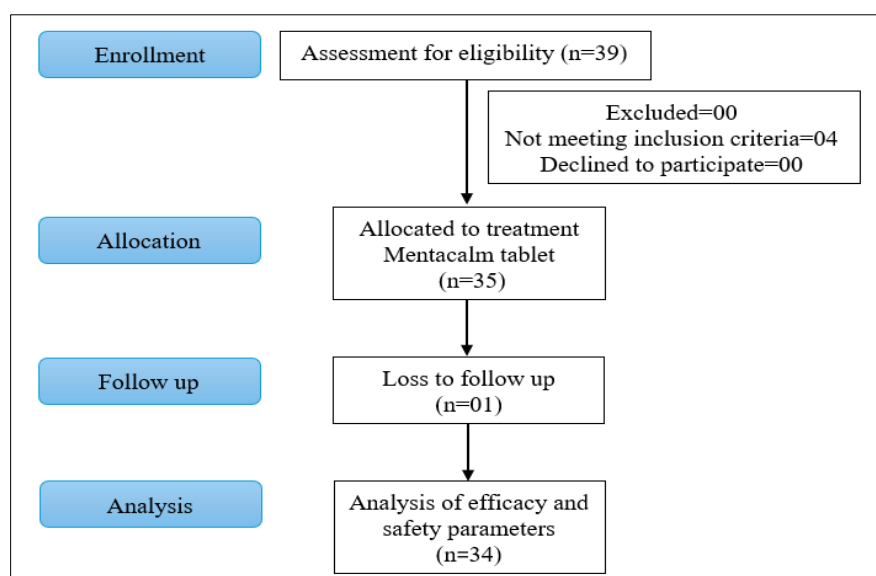 Enrollment
Assessment for eligibility (n=39)
Excluded=00
Not meeting inclusion criteria=04
Declined to participate=00
Allocation
Allocated to treatment
Mentacalm tablet
(n=35)
Follow up
Loss to follow up
(n=01)
Analysis
Analysis of efficacy and
safety parameters
(n=34)